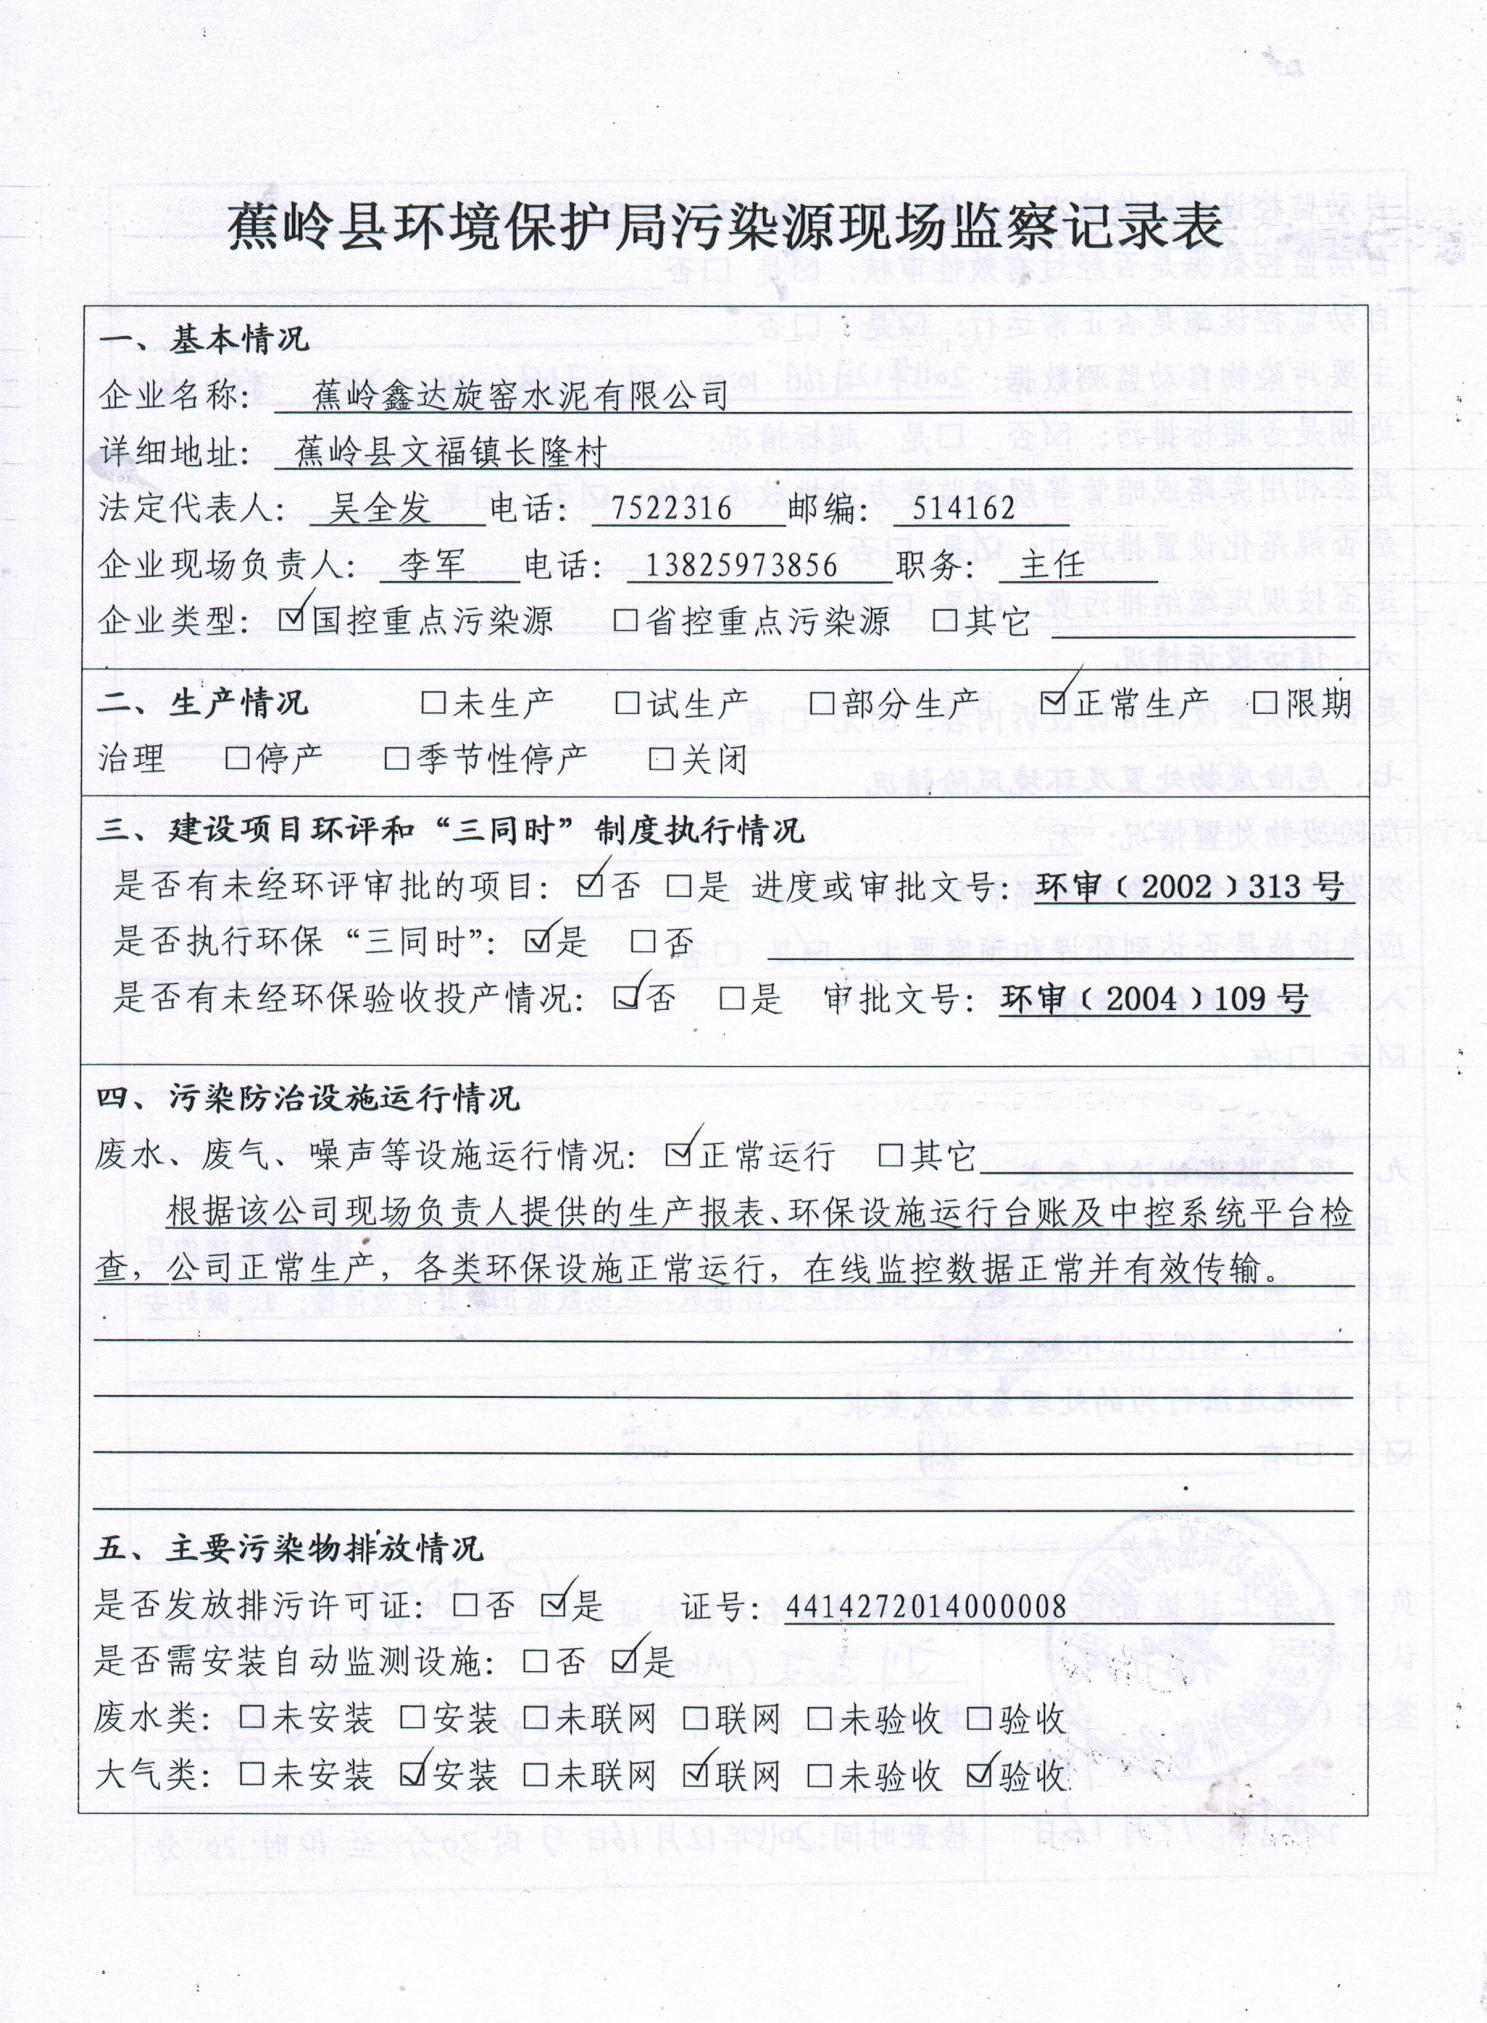 蕉岭县环境保护局污染源现场监察记录表
一、基本情况
企业名称： 蕉岭鑫达旋窑水泥有限公司
详细地址： 蕉岭县文福镇长隆村
法定代表人： 吴全发 电话： 7522316 邮编： 514162
企业现场负责人： 李军 电话： 13825973856 职务： 主任
企业类型：☑国控重点污染源 □省控重点污染源 □其它
二、生产情况 □未生产 □试生产 □部分生产 ☑正常生产 □限期
治理 □停产 □季节性停产 □关闭
三、建设项目环评和“三同时”制度执行情况
是否有未经环评审批的项目：☑否 □是 进度或审批文号：环审﹝2002﹞313 号
是否执行环保“三同时”：☑是 □否
是否有未经环保验收投产情况：☑否 □是 审批文号：环审﹝2004﹞109 号
四、污染防治设施运行情况
废水、废气、噪声等设施运行情况：☑正常运行 □其它
根据该公司现场负责人提供的生产报表、环保设施运行台账及中控系统平台检
查，公司正常生产，各类环保设施正常运行，在线监控数据正常并有效传输。
五、主要污染物排放情况
是否发放排污许可证：□否 ☑是 证号：4414272014000008
是否需安装自动监测设施：□否 ☑是
废水类：□未安装 □安装 □未联网 □联网 □未验收 □验收
大气类：□未安装 ☑安装 □未联网 ☑联网 □未验收 ☑验收